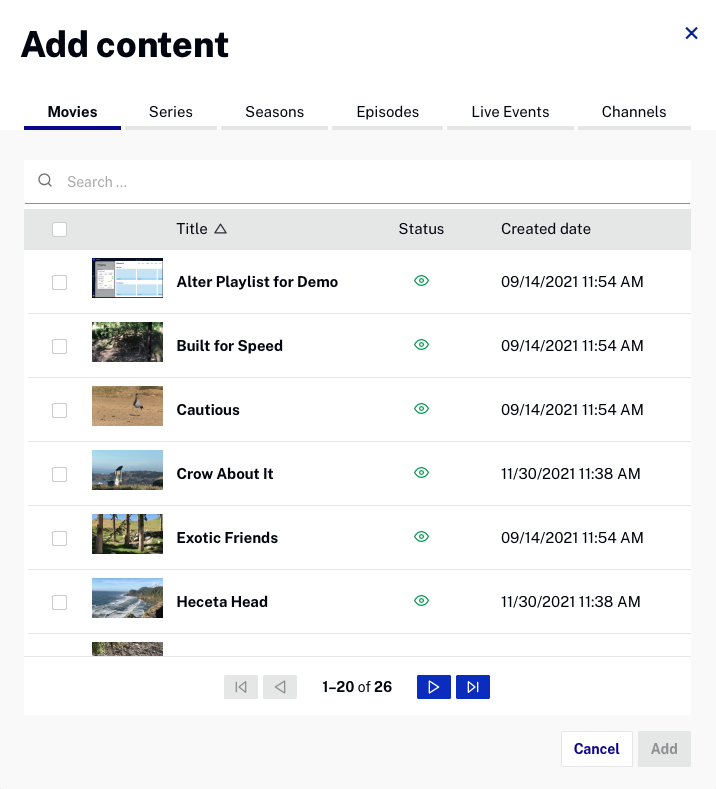 Add content
Movies Series Seasons Episodes Live Events Channels
Search ...
Title Status Created date
Alter Playlist for Demo 09/14/2021 11:54 AM
Built for Speed 09/14/2021 11:54 AM
Cautious 09/14/2021 11:54 AM
Crow About It 11/30/2021 11:38 AM
Exotic Friends 09/14/2021 11:54 AM
Heceta Head 11/30/2021 11:38 AM
1–20 of 26
Cancel Add